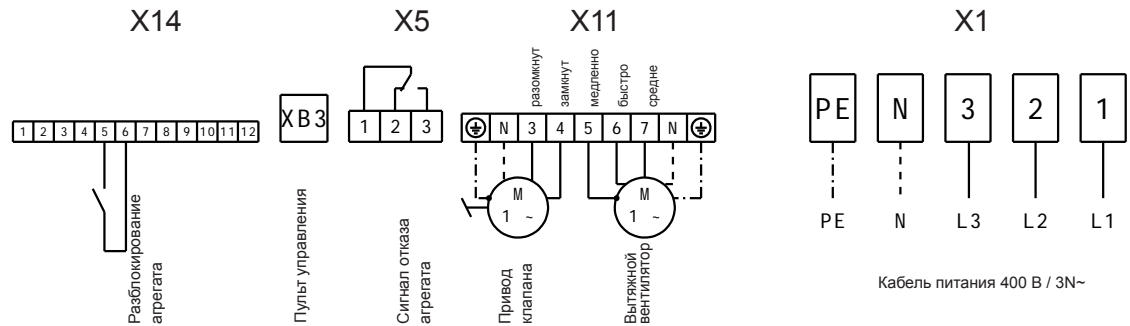 X14
X5
X11
X1
разомкнут
замкнут
медленно
быстро
средне
1 2 3 4 5 6 7 8 9 10 11 12
XB3
1 2 3
N 3 4 5 6 7 N
PE N 3 2 1
M
1 ~
M
1 ~
PE N L3 L2 L1
Разблокирование
агрегата
Пульт управления
Сигнал отказа
агрегата
Привод
клапана
Вытяжной
вентилятор
Кабель питания 400 В / 3N~